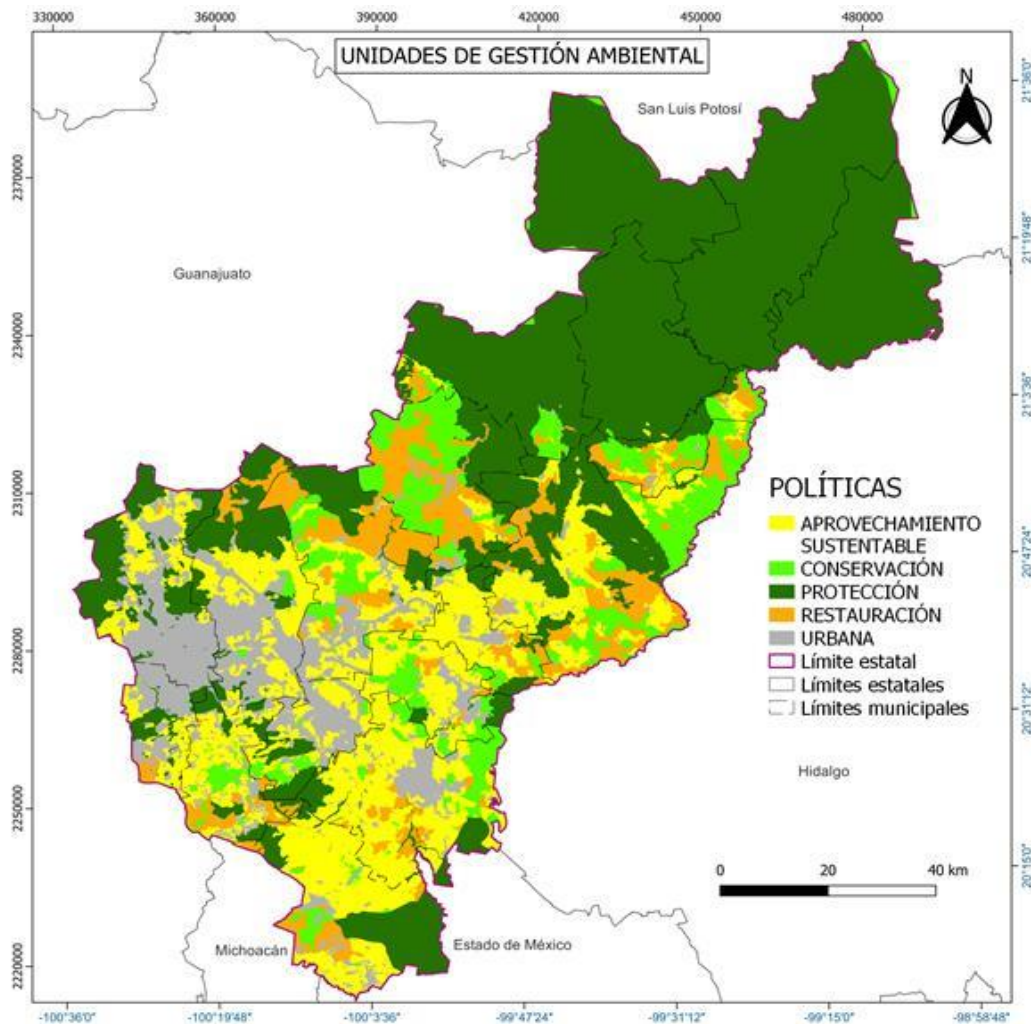 330000 360000 390000 420000 450000 480000
UNIDADES DE GESTIÓN AMBIENTAL
N
21°36'0"
San Luis Potosí
2370000
21°19'48"
Guanajuato
2340000
21°3'36"
2310000
POLÍTICAS
APROVECHAMIENTO
SUSTENTABLE
CONSERVACIÓN
PROTECCIÓN
RESTAURACIÓN
URBANA
Límite estatal
Límites estatales
Límites municipales
20°47'24"
2280000
20°31'12"
Hidalgo
2250000
20°15'0"
0 20 40 km
Michoacán
Estado de México
2220000
-100°36'0" -100°19'48" -100°3'36" -99°47'24" -99°31'12" -99°15'0" -98°58'48"